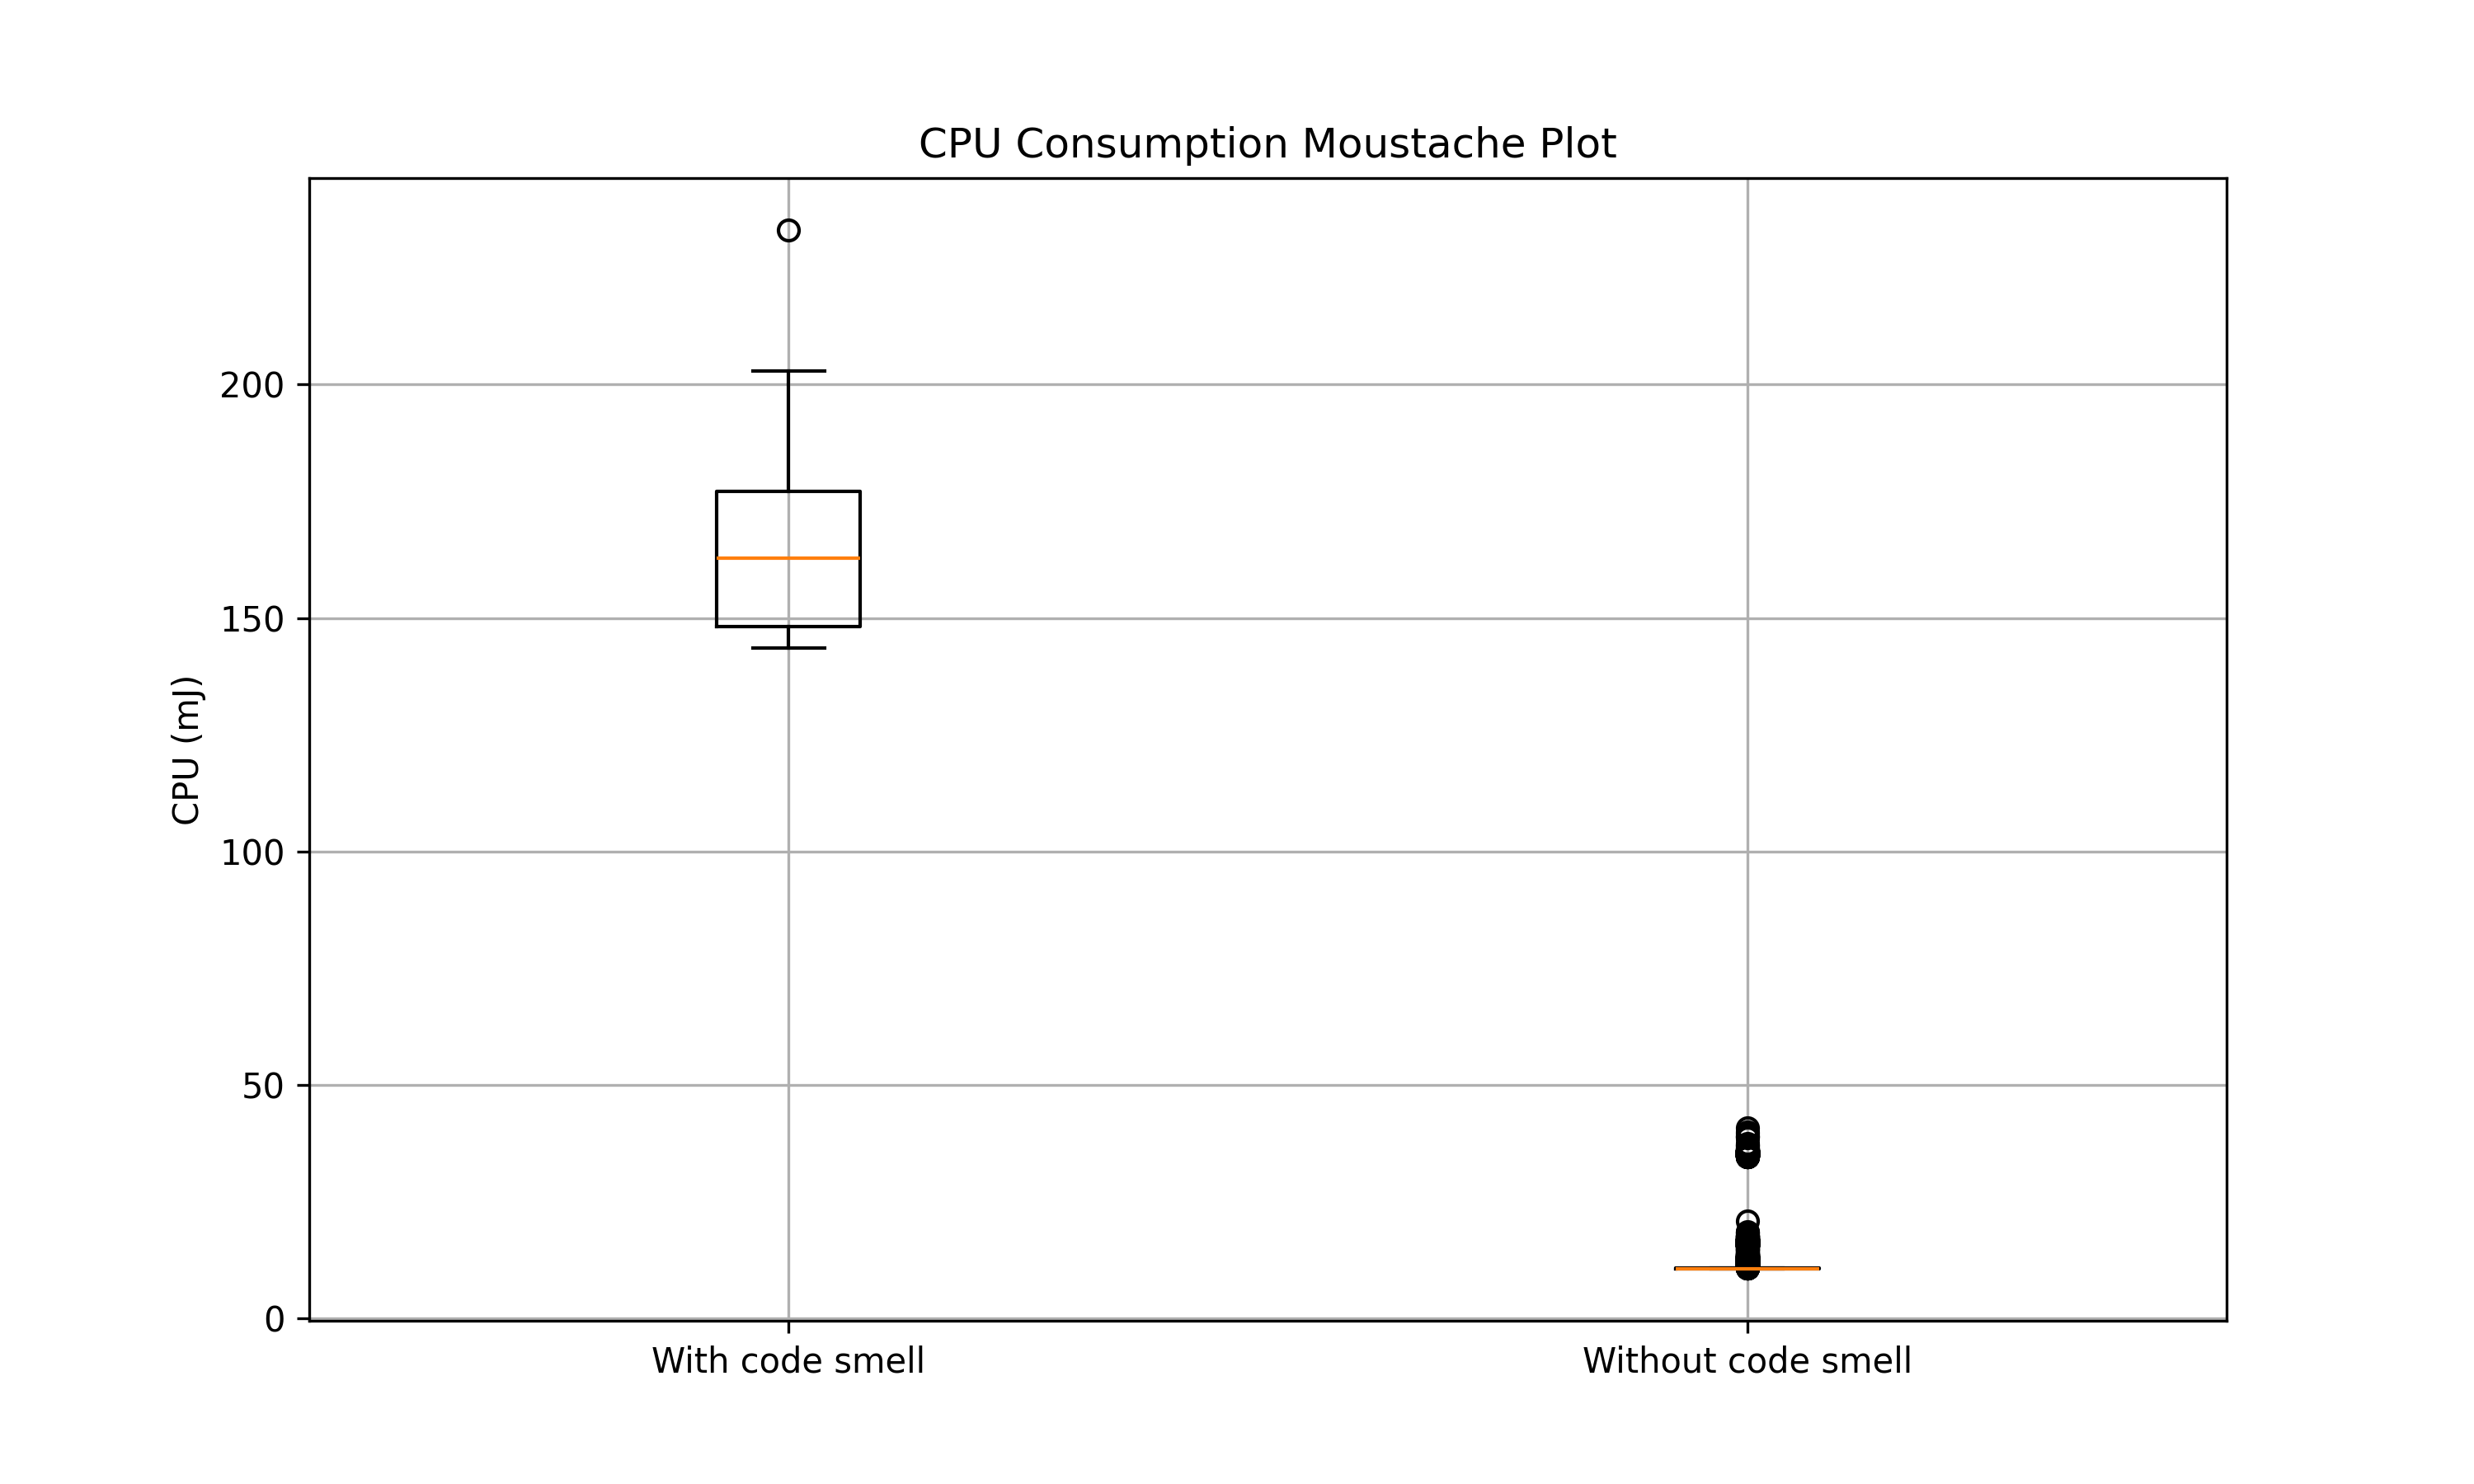 CPU Consumption Moustache Plot
CPU (mJ)
200
150
100
50
0
With code smell
Without code smell